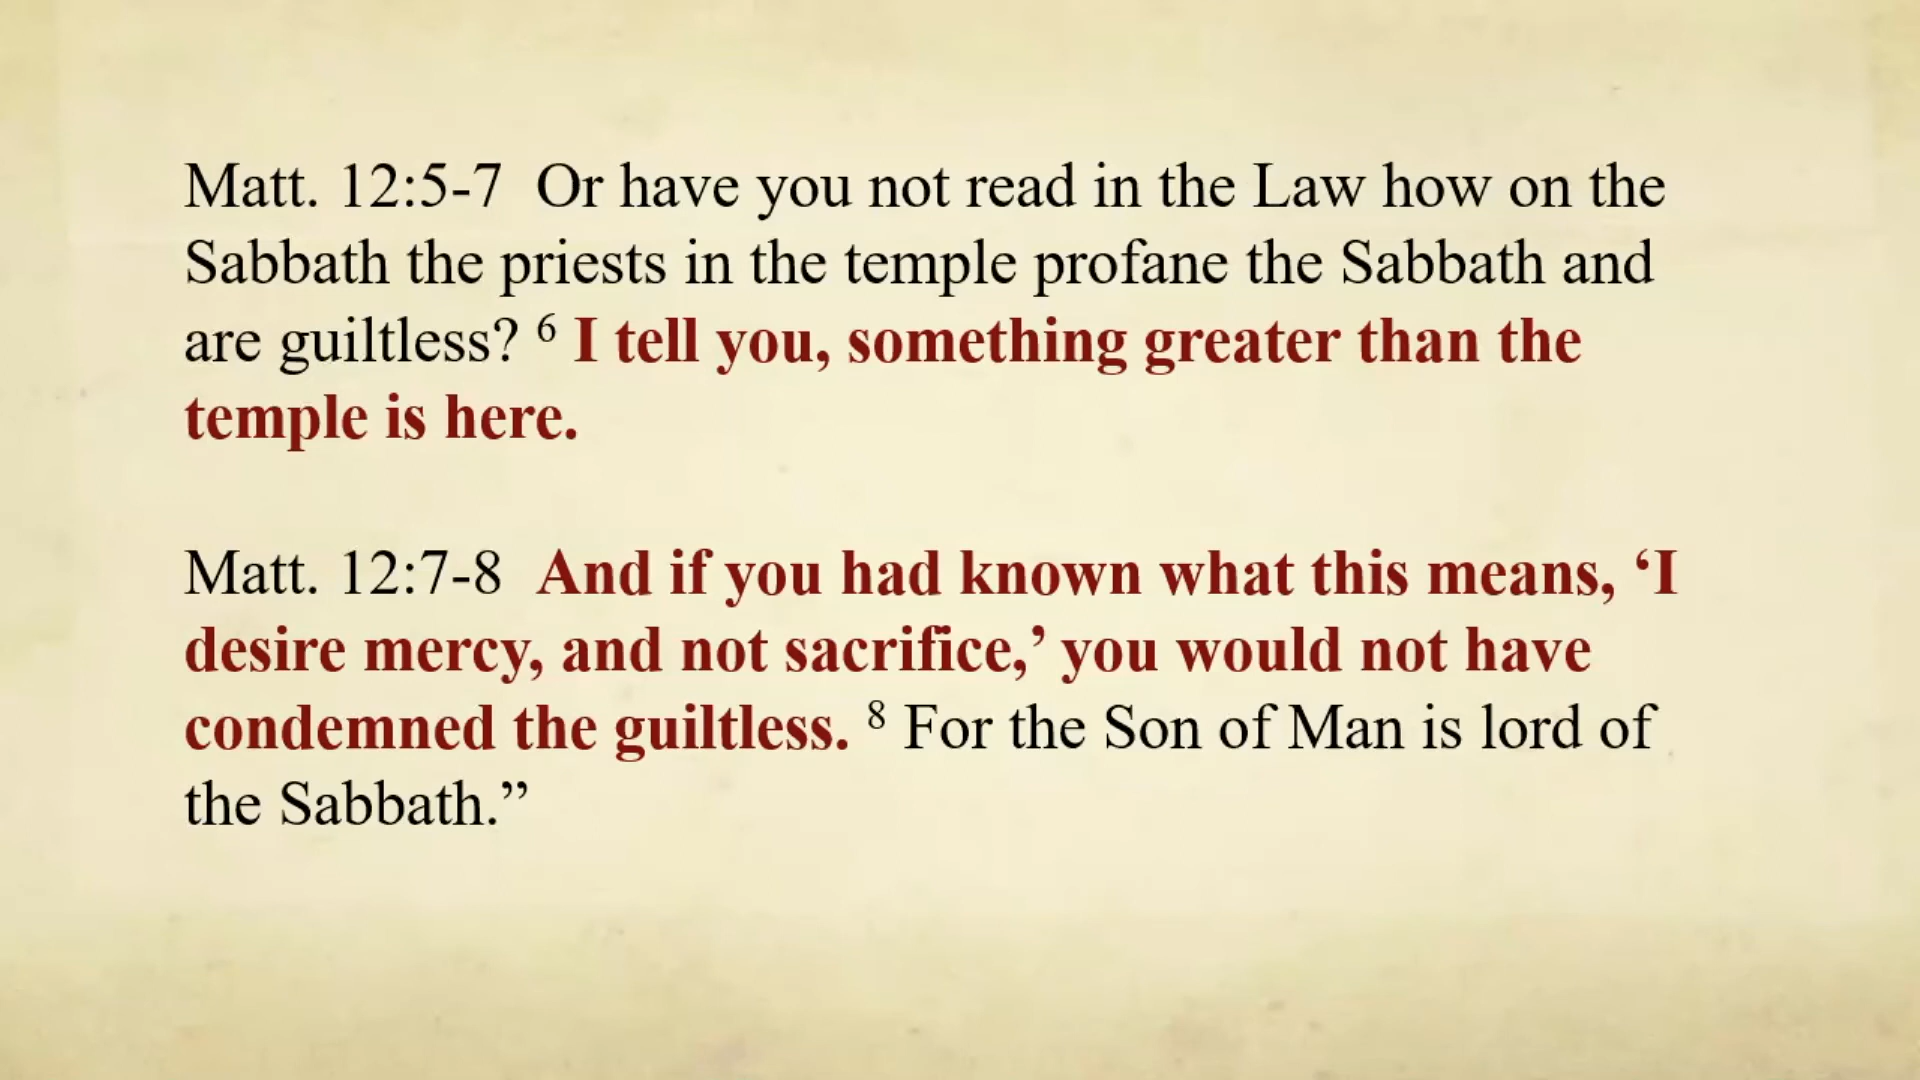 Matt. 12:5-7  Or have you not read in the Law how on the
Sabbath the priests in the temple profane the Sabbath and
are guiltless? ⁶ I tell you, something greater than the
temple is here.
Matt. 12:7-8  And if you had known what this means, ‘I
desire mercy, and not sacrifice,’ you would not have
condemned the guiltless. ⁸ For the Son of Man is lord of
the Sabbath.”